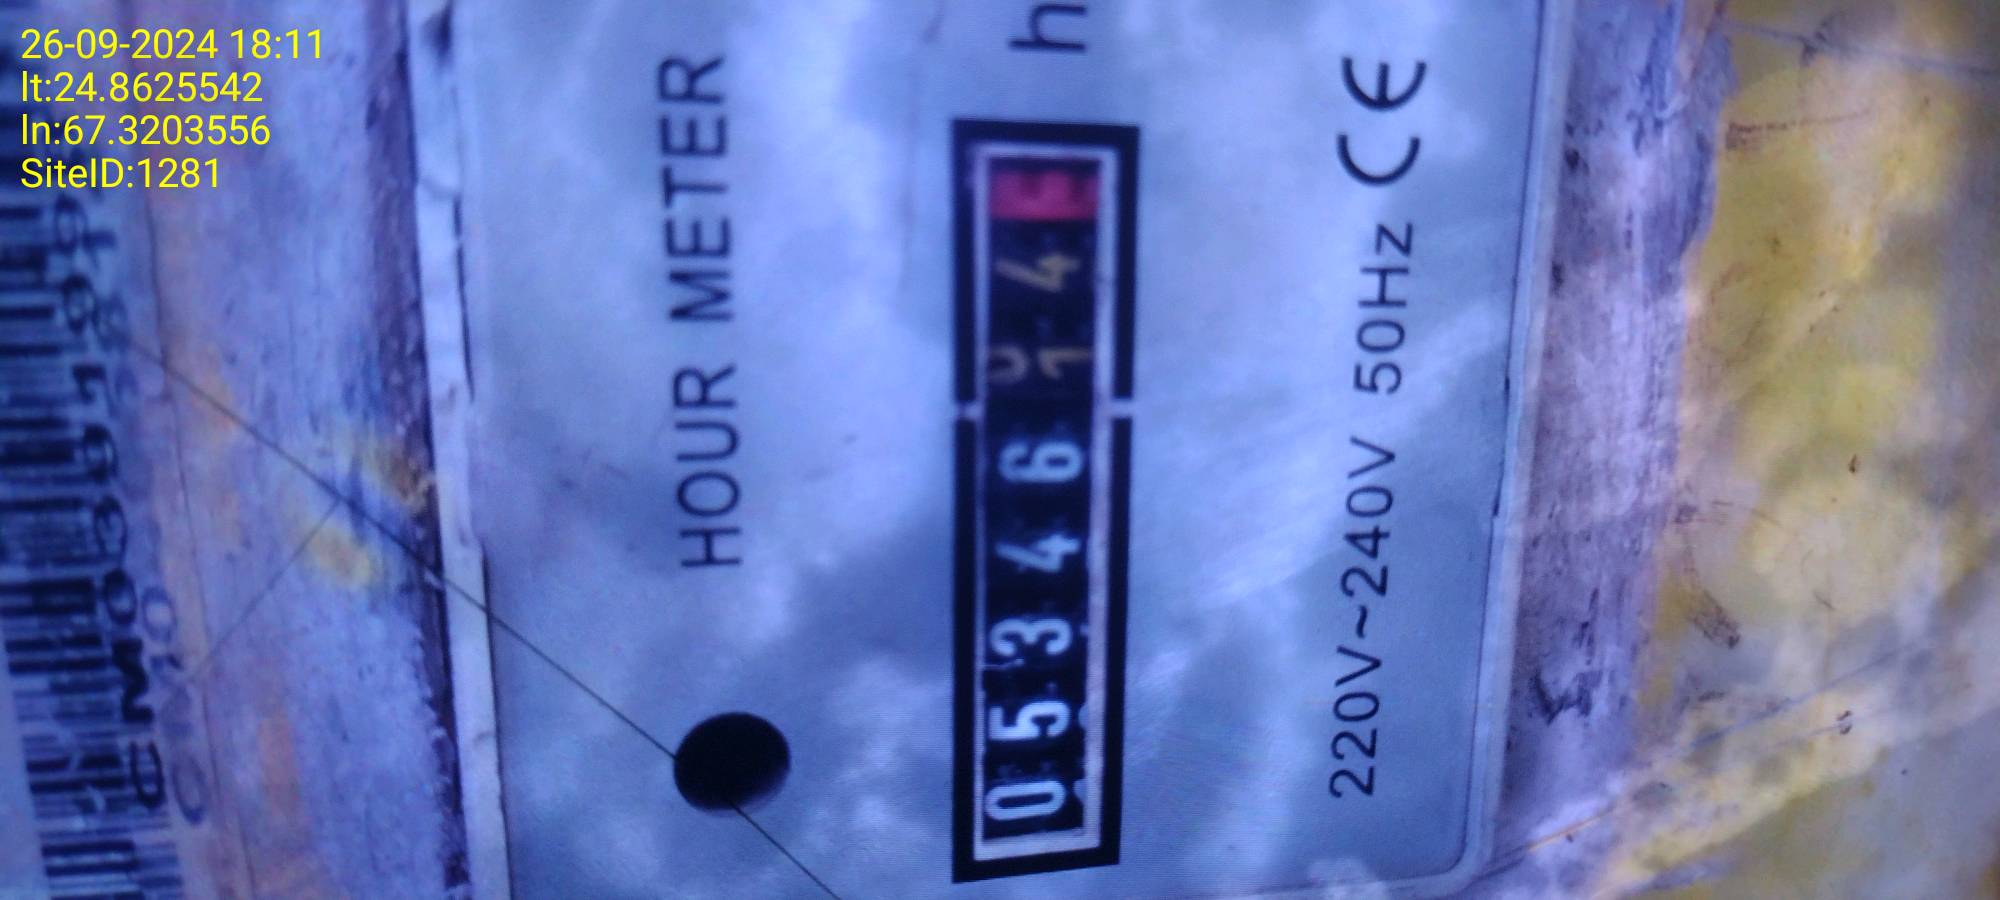 26-09-2024 18:11
lt:24.8625542
ln:67.3203556
SiteID:1281
HOUR METER
05346 14
h
220V~240V 50Hz CE